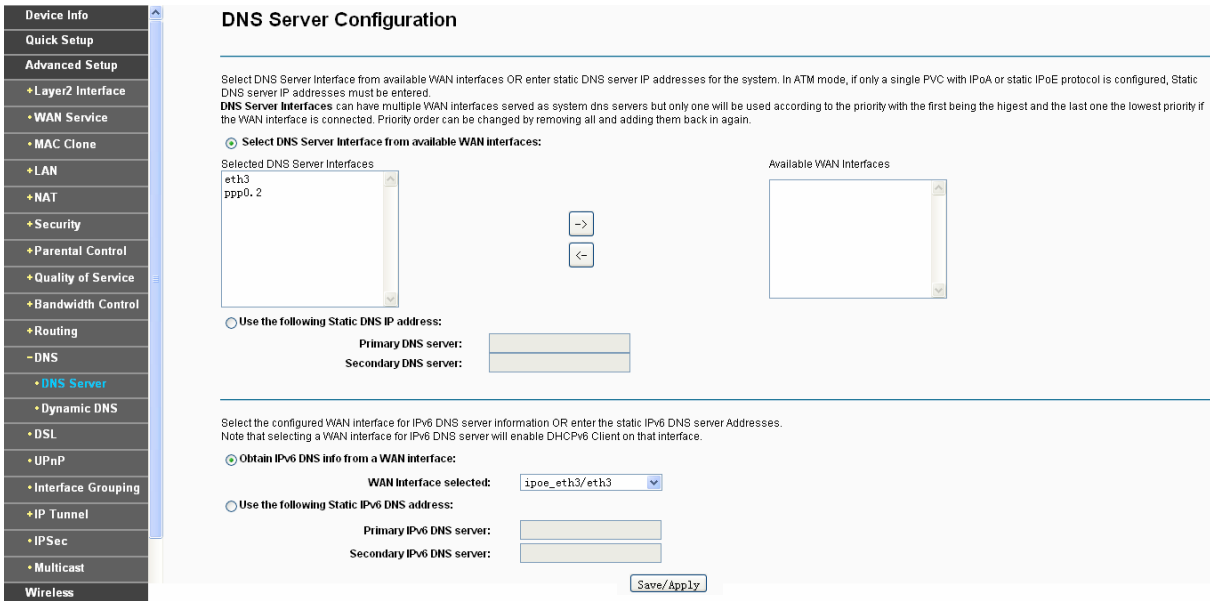 Device Info
Quick Setup
Advanced Setup
+Layer2 Interface
•WAN Service
•MAC Clone
+LAN
+NAT
+Security
+Parental Control
+Quality of Service
+Bandwidth Control
+Routing
-DNS
•DNS Server
•Dynamic DNS
•DSL
•UPnP
•Interface Grouping
+IP Tunnel
•IPSec
•Multicast
Wireless
DNS Server Configuration
Select DNS Server Interface from available WAN interfaces OR enter static DNS server IP addresses for the system. In ATM mode, if only a single PVC with IPoA or static IPoE protocol is configured, Static
DNS server IP addresses must be entered.
DNS Server Interfaces can have multiple WAN interfaces served as system dns servers but only one will be used according to the priority with the first being the higest and the last one the lowest priority if
the WAN interface is connected. Priority order can be changed by removing all and adding them back in again.
Select DNS Server Interface from available WAN interfaces:
Selected DNS Server Interfaces
eth3
ppp0.2
->
<-
Available WAN Interfaces
Use the following Static DNS IP address:
Primary DNS server:
Secondary DNS server:
Select the configured WAN interface for IPv6 DNS server information OR enter the static IPv6 DNS server Addresses.
Note that selecting a WAN interface for IPv6 DNS server will enable DHCPv6 Client on that interface.
Obtain IPv6 DNS info from a WAN interface:
WAN Interface selected: ipoe_eth3/eth3
Use the following Static IPv6 DNS address:
Primary IPv6 DNS server:
Secondary IPv6 DNS server:
Save/Apply